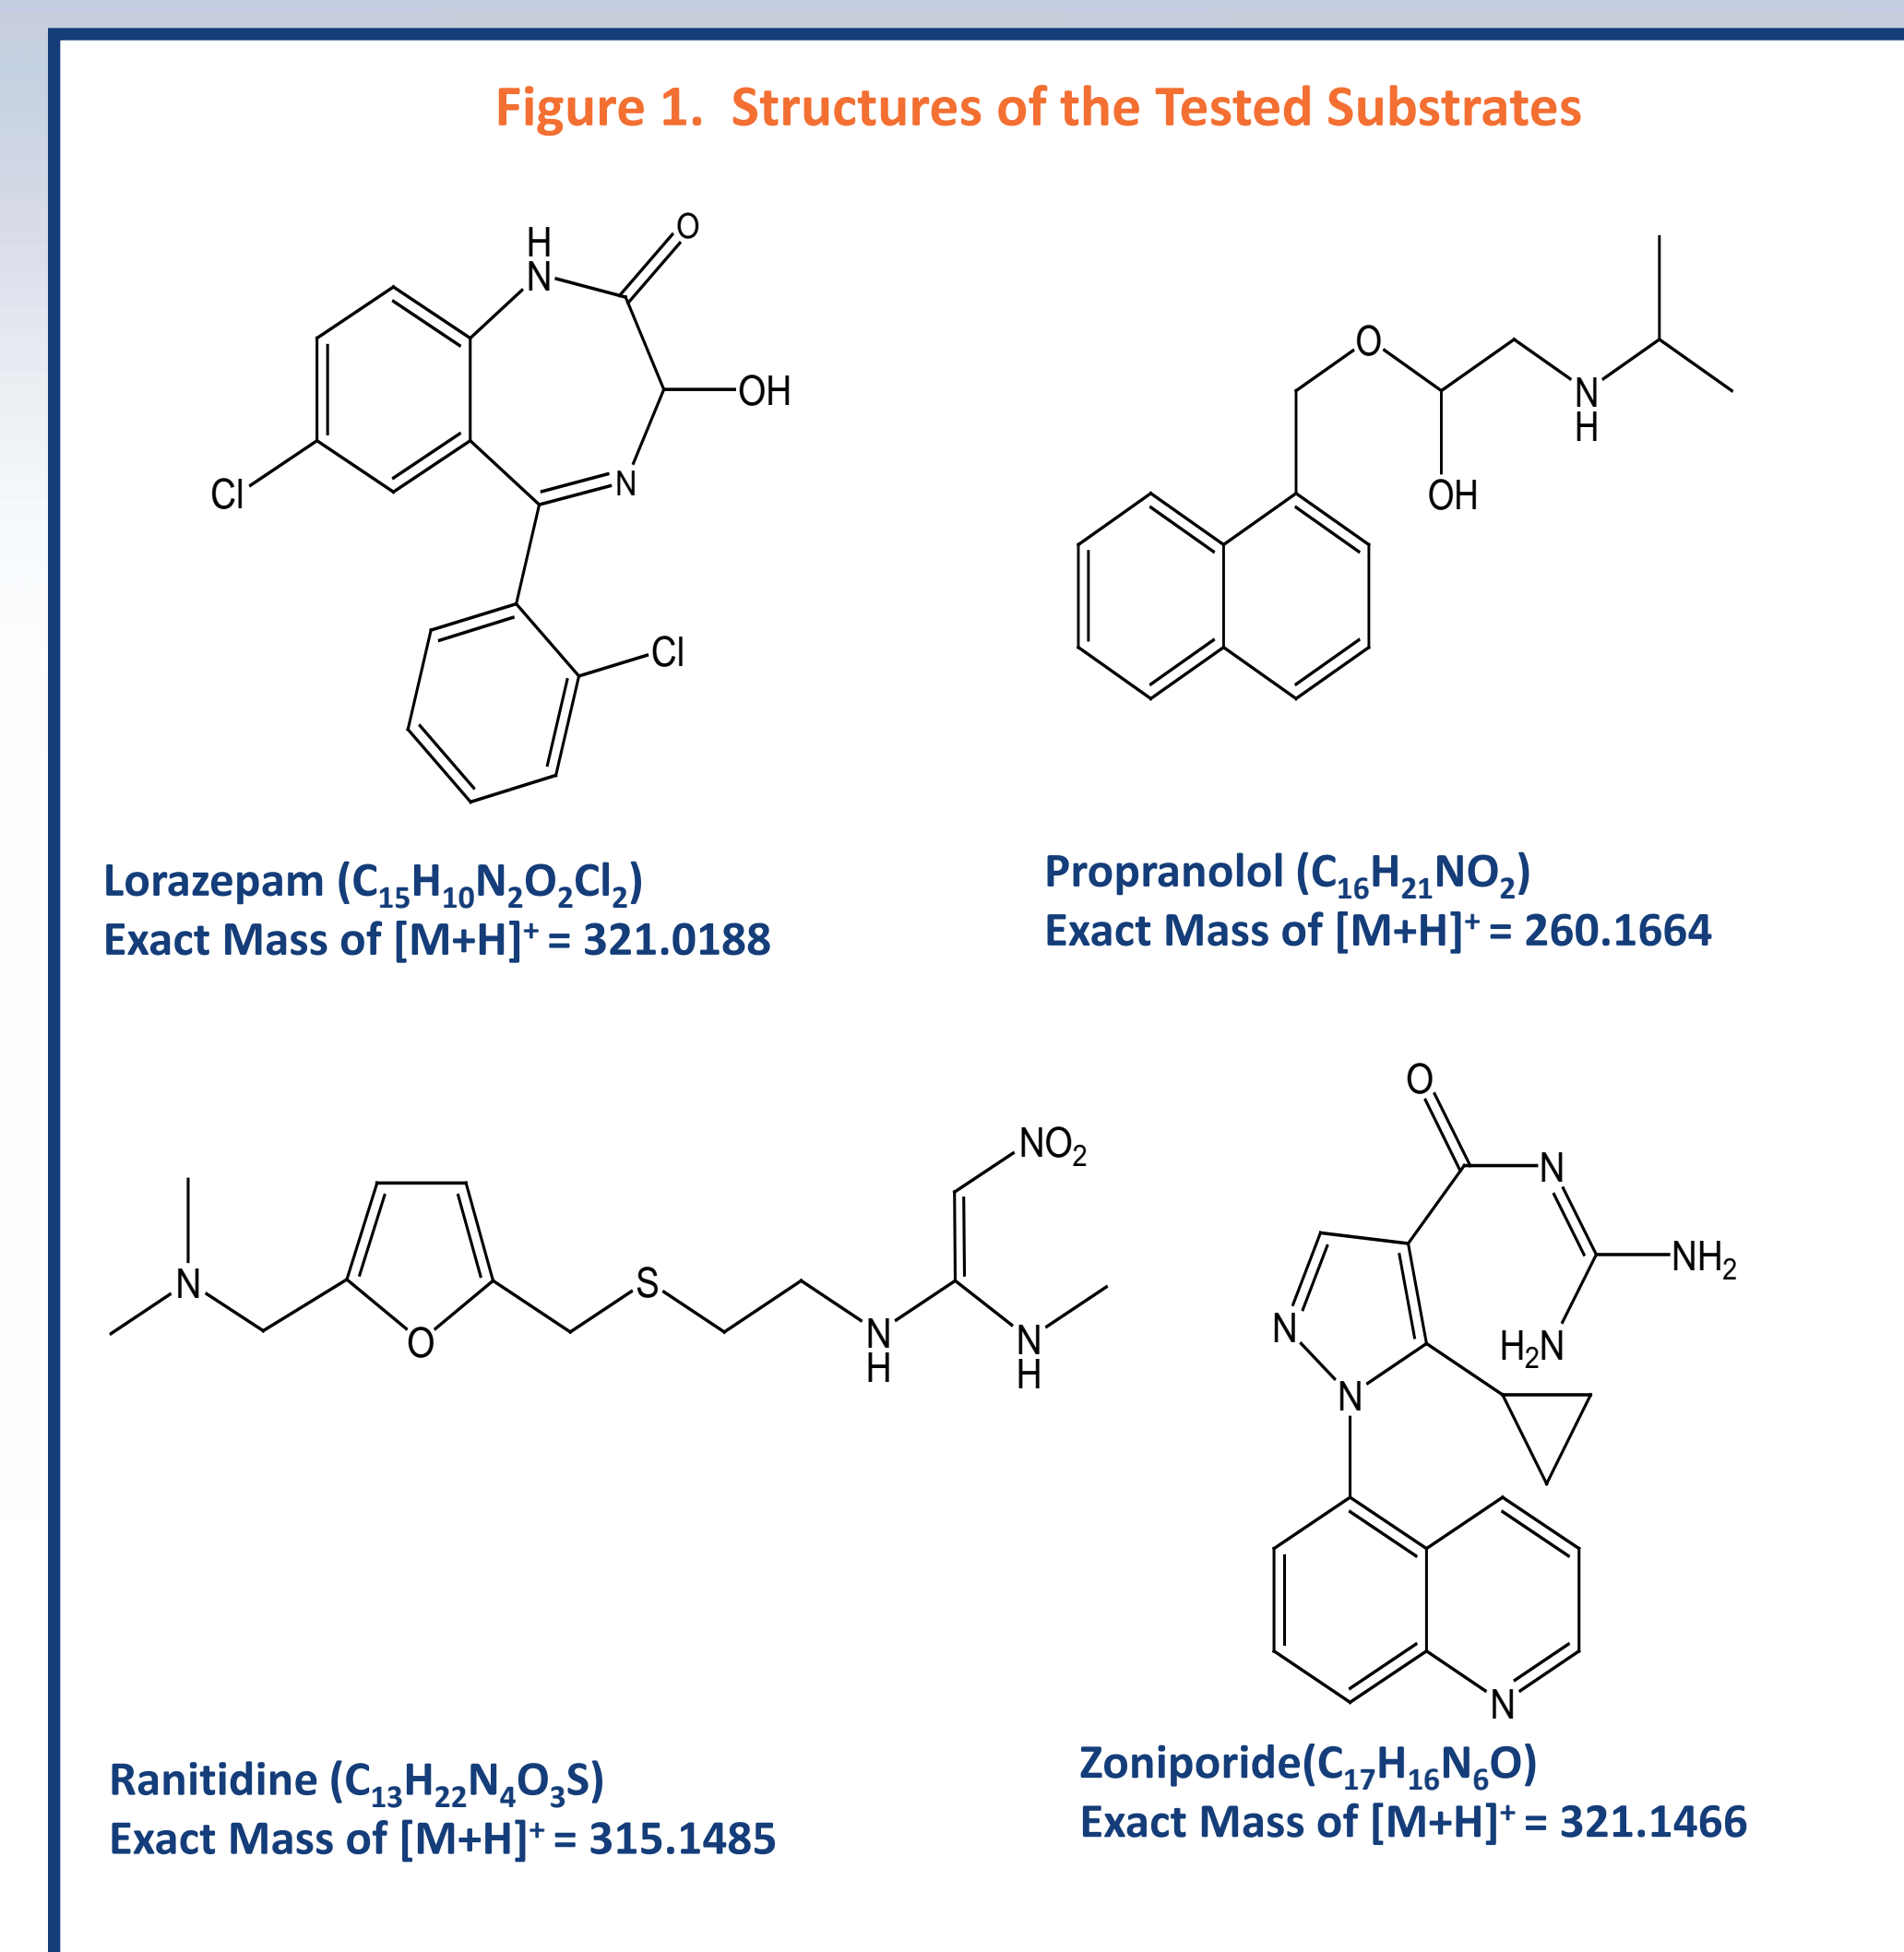 Figure 1.  Structures of the Tested Substrates
H
N
O
OH
N
Cl
Cl
Lorazepam (C₁₅H₁₀N₂O₂Cl₂)
Exact Mass of [M+H]⁺ = 321.0188
O
N
H
OH
Propranolol (C₁₆H₂₁NO₂)
Exact Mass of [M+H]⁺ = 260.1664
NO₂
N
O
S
N
H
N
H
Ranitidine (C₁₃H₂₂N₄O₃S)
Exact Mass of [M+H]⁺ = 315.1485
O
N
NH₂
H₂N
N
N
N
Zoniporide(C₁₇H₁₆N₆O)
Exact Mass of [M+H]⁺ = 321.1466